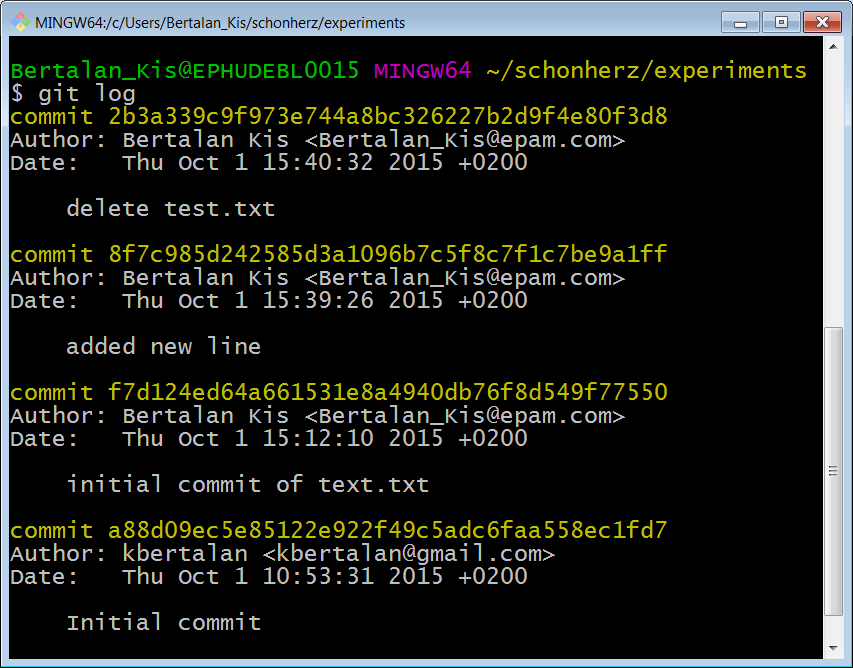 MINGW64:/c/Users/Bertalan_Kis/schonherz/experiments
Bertalan_Kis@EPHUDEBL0015 MINGW64 ~/schonherz/experiments
$ git log
commit 2b3a339c9f973e744a8bc326227b2d9f4e80f3d8
Author: Bertalan Kis <Bertalan_Kis@epam.com>
Date:   Thu Oct 1 15:40:32 2015 +0200
    delete test.txt
commit 8f7c985d242585d3a1096b7c5f8c7f1c7be9a1ff
Author: Bertalan Kis <Bertalan_Kis@epam.com>
Date:   Thu Oct 1 15:39:26 2015 +0200
    added new line
commit f7d124ed64a661531e8a4940db76f8d549f77550
Author: Bertalan Kis <Bertalan_Kis@epam.com>
Date:   Thu Oct 1 15:12:10 2015 +0200
    initial commit of text.txt
commit a88d09ec5e85122e922f49c5adc6faa558ec1fd7
Author: kbertalan <kbertalan@gmail.com>
Date:   Thu Oct 1 10:53:31 2015 +0200
    Initial commit